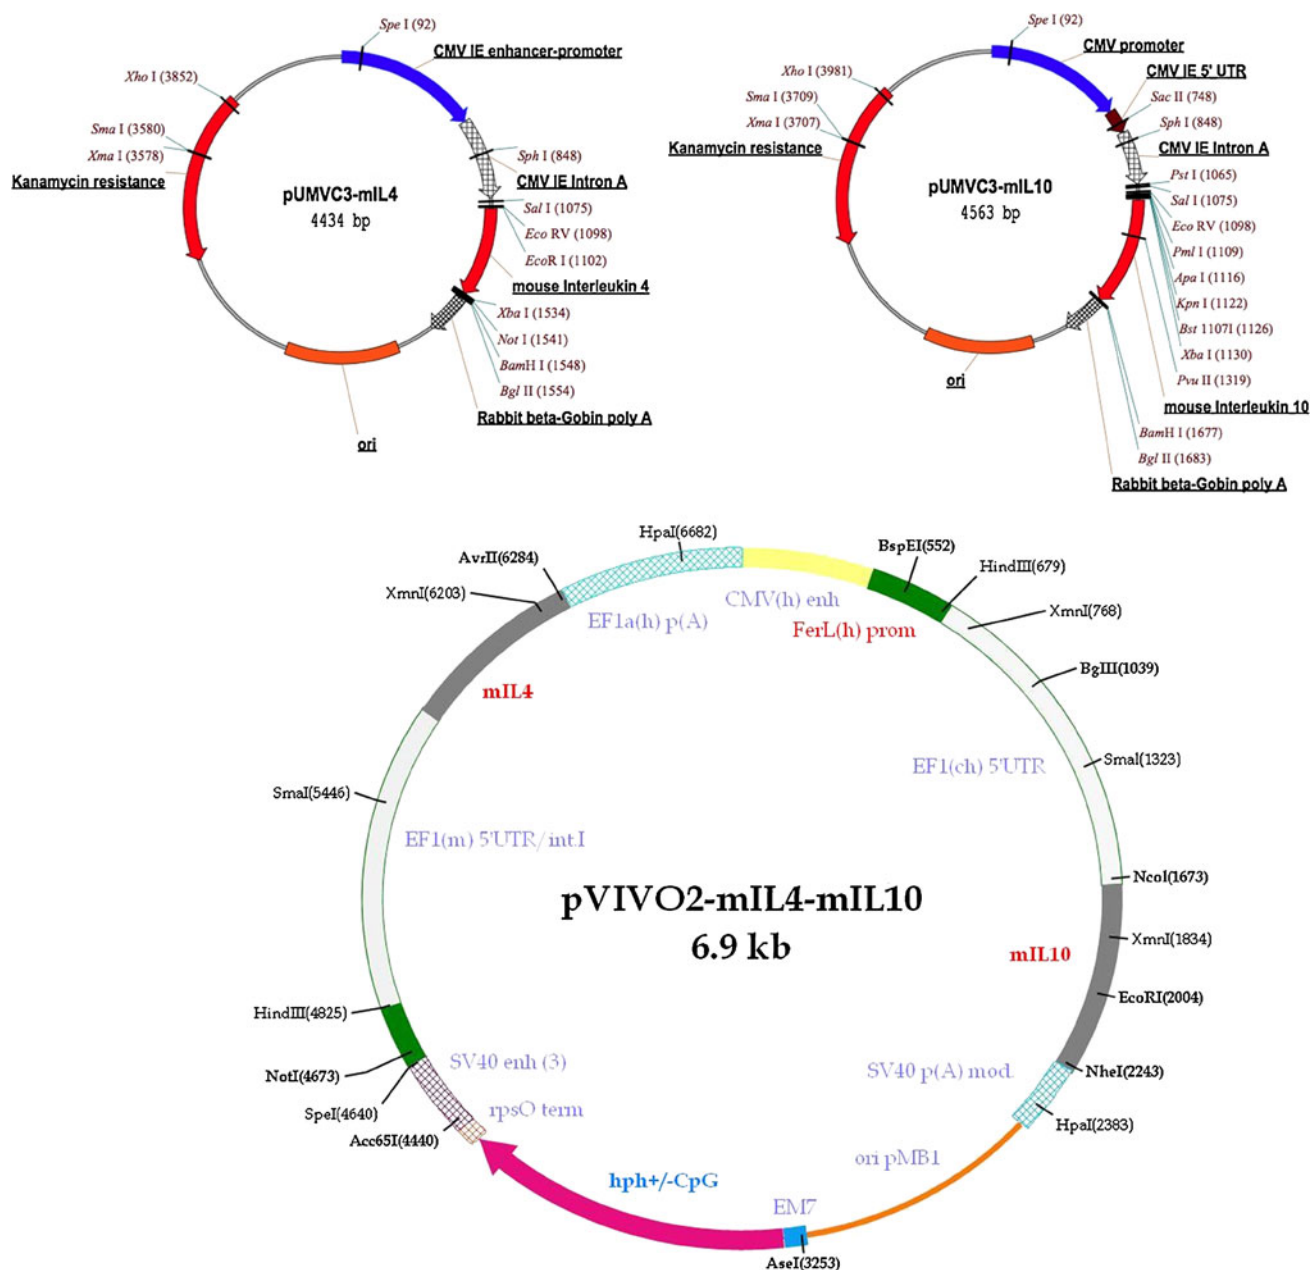 Spe I (92)
CMV IE enhancer-promoter
Xho I (3852)
Sma I (3580)
Xma I (3578)
Kanamycin resistance
pUMVC3-mIL4
4434 bp
Sph I (848)
CMV IE Intron A
Sal I (1075)
Eco RV (1098)
EcoR I (1102)
mouse Interleukin 4
Xba I (1534)
Not I (1541)
BamH I (1548)
Bgl II (1554)
Rabbit beta-Gobin poly A
ori
Spe I (92)
CMV promoter
CMV IE 5' UTR
Sac II (748)
Sph I (848)
CMV IE Intron A
Xho I (3981)
Sma I (3709)
Xma I (3707)
Kanamycin resistance
pUMVC3-mIL10
4563 bp
Pst I (1065)
Sal I (1075)
Eco RV (1098)
Pml I (1109)
Apa I (1116)
Kpn I (1122)
Bst 1107I (1126)
Xba I (1130)
Pvu II (1319)
mouse Interleukin 10
BamH I (1677)
Bgl II (1683)
Rabbit beta-Gobin poly A
ori
HpaI(6682)
AvrII(6284)
XmnI(6203)
EF1a(h) p(A)
CMV(h) enh
FerL(h) prom
BspEI(552)
HindIII(679)
XmnI(768)
BglII(1039)
mIL4
EF1(ch) 5'UTR
SmaI(1323)
SmaI(5446)
EF1(m) 5'UTR/int.I
pVIVO2-mIL4-mIL10
6.9 kb
NcoI(1673)
XmnI(1834)
mIL10
EcoRI(2004)
HindIII(4825)
NotI(4673)
SpeI(4640)
Acc65I(4440)
SV40 enh (3)
rpsO term
SV40 p(A) mod.
NheI(2243)
HpaI(2383)
ori pMB1
hph+/-CpG
EM7
AseI(3253)